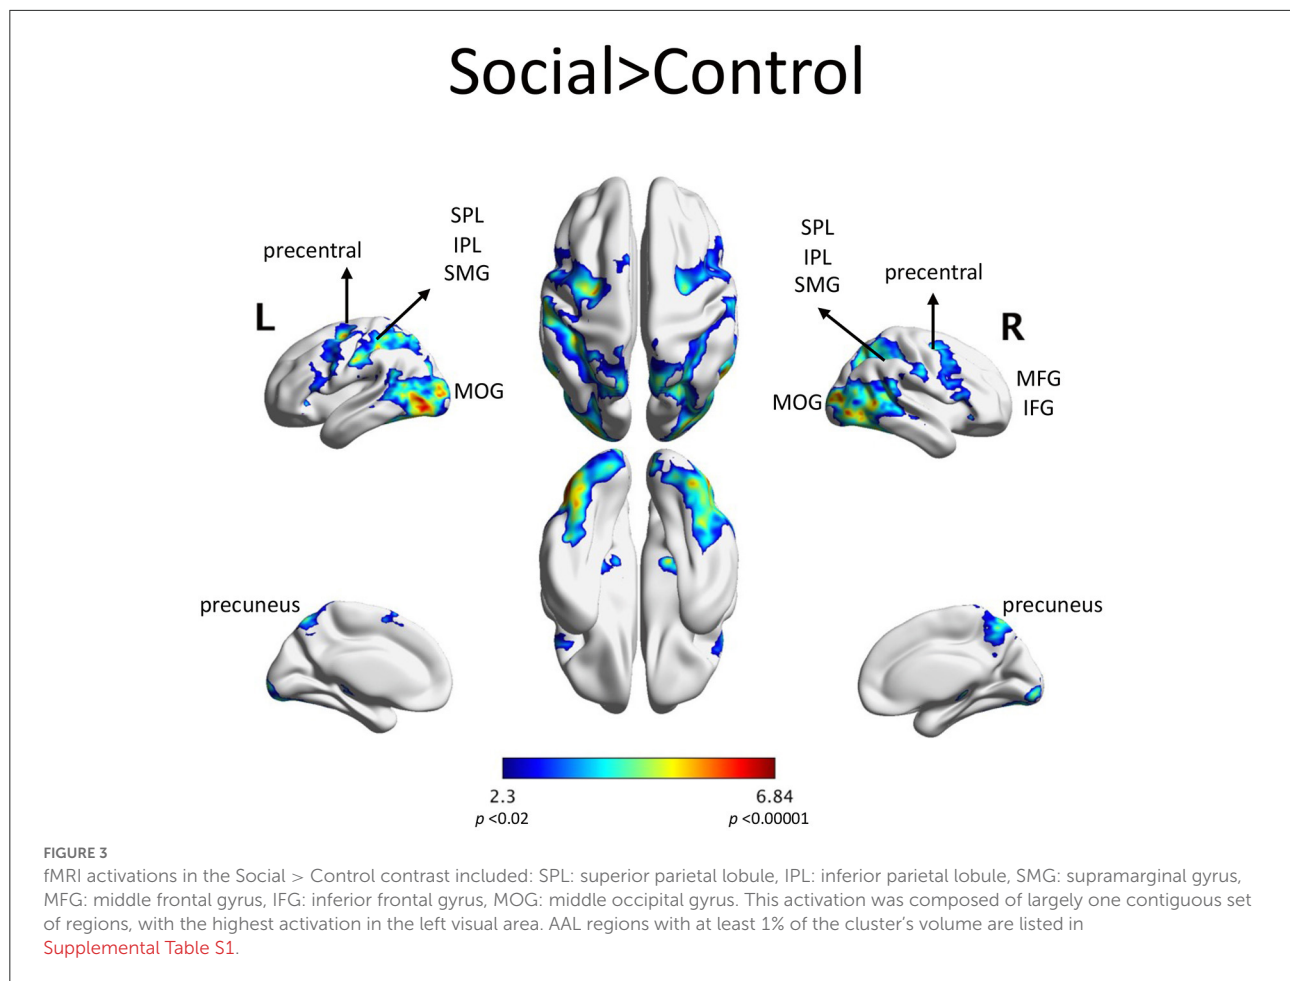 Social>Control
SPL
IPL
SMG
precentral
L
MOG
SPL
IPL
SMG
precentral
R
MOG
MFG
IFG
precuneus
precuneus
2.3
6.84
p <0.02
p <0.00001
FIGURE 3
fMRI activations in the Social > Control contrast included: SPL: superior parietal lobule, IPL: inferior parietal lobule, SMG: supramarginal gyrus,
MFG: middle frontal gyrus, IFG: inferior frontal gyrus, MOG: middle occipital gyrus. This activation was composed of largely one contiguous set
of regions, with the highest activation in the left visual area. AAL regions with at least 1% of the cluster’s volume are listed in
Supplemental Table S1.